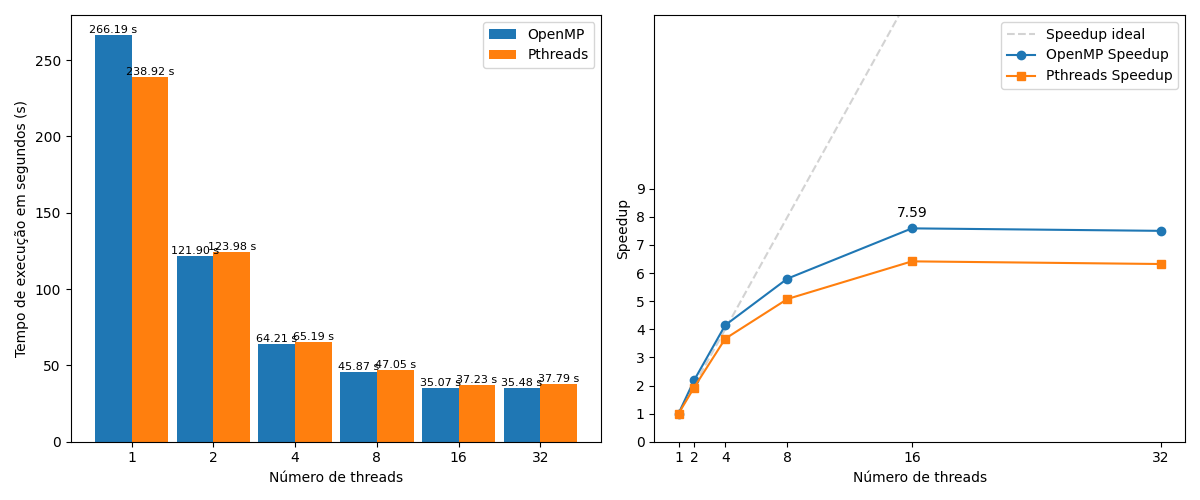 266.19 s
238.92 s
121.90 s
123.98 s
64.21 s
65.19 s
45.87 s
47.05 s
35.07 s
37.23 s
35.48 s
37.79 s
OpenMP
Pthreads
250
200
150
100
50
0
Tempo de execução em segundos (s)
1 2 4 8 16 32
Número de threads
Speedup ideal
OpenMP Speedup
Pthreads Speedup
7.59
9
8
7
6
5
4
3
2
1
0
Speedup
1 2 4 8 16 32
Número de threads